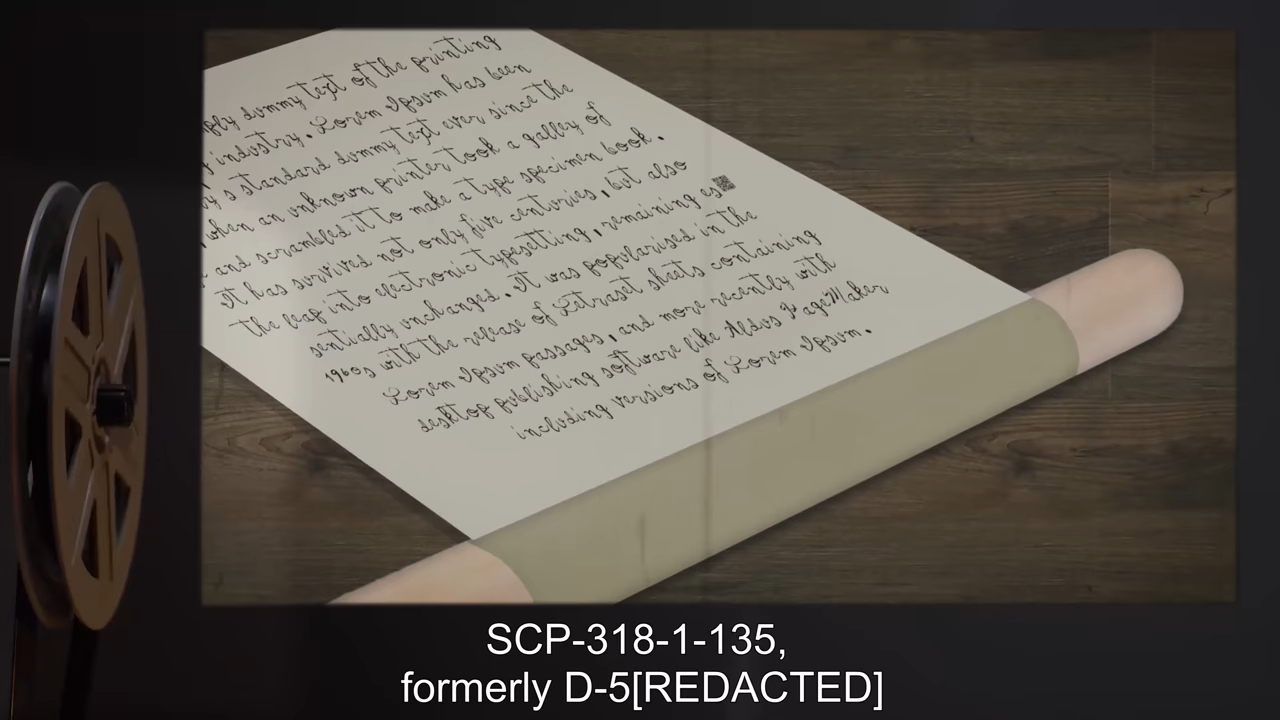 mply dummy text of the printing
industry. Lorem Ipsum has been
's standard dummy text ever since the
when an unknown printer took a galley of
and scrambled it to make a type specimen book.
It has survived not only five centuries, but also
the leap into electronic typesetting, remaining es
sentially unchanged. It was popularised in the
1960s with the release of Letraset sheets containing
Lorem Ipsum passages, and more recently with
desktop publishing software like Aldus PageMaker
including versions of Lorem Ipsum.
SCP-318-1-135,
formerly D-5[REDACTED]